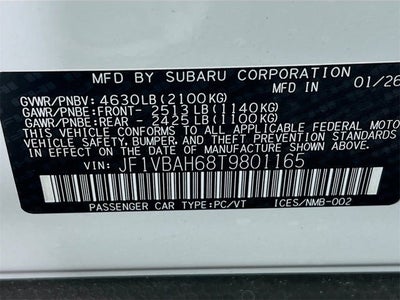 MFD BY SUBARU CORPORATION
MFD IN 01/26
GVWR/PNBV: 4630LB(2100KG)
GAWR/PNBE:FRONT- 2513LB(1140KG)
GAWR/PNBE:REAR 2425LB(1100KG)
THIS VEHICLE CONFORMS TO ALL APPLICABLE FEDERAL MOTOR
VEHICLE SAFETY, BUMPER, AND THEFT PREVENTION STANDARDS
IN EFFECT ON THE DATE OF MANUFACTURE SHOWN ABOVE.
VIN: JF1VBAH68T9801165
PASSENGER CAR TYPE:PC/VT ICES/NMB-002